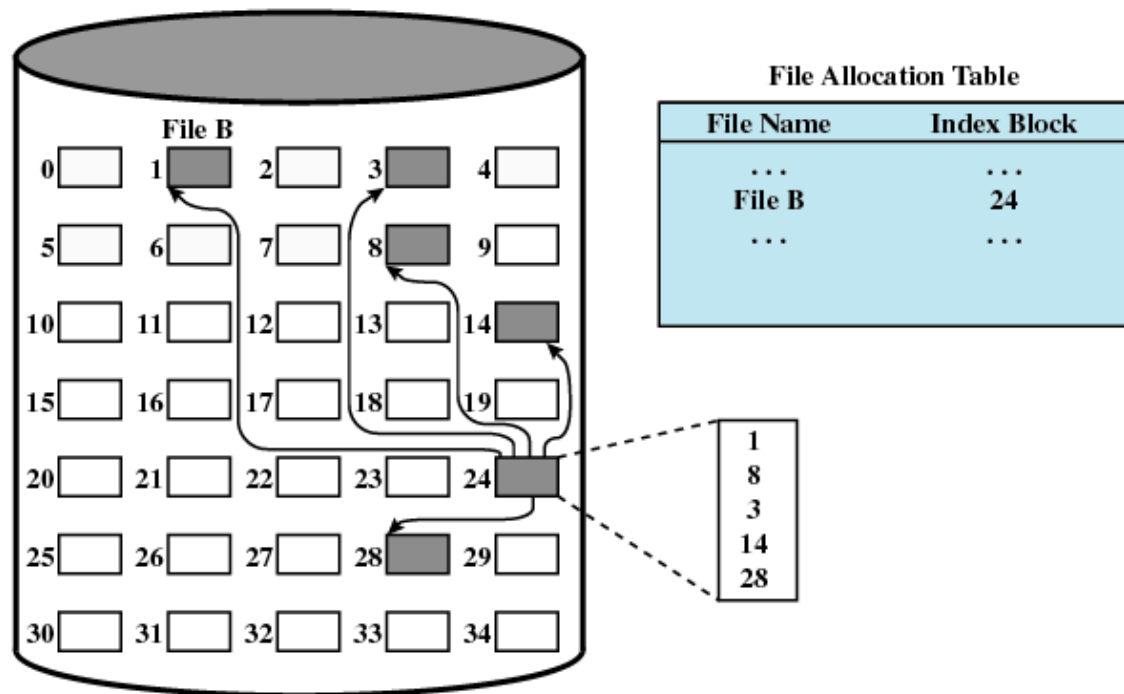 File B
0 1 2 3 4
5 6 7 8 9
10 11 12 13 14
15 16 17 18 19
20 21 22 23 24
25 26 27 28 29
30 31 32 33 34
File Allocation Table
File Name Index Block
... ...
File B 24
... ...
1
8
3
14
28